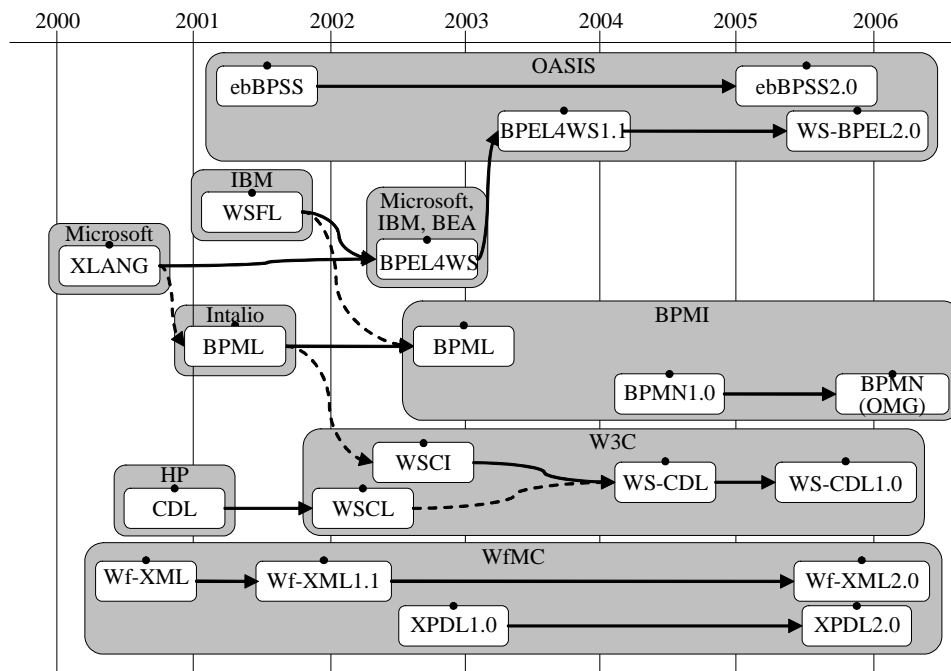 2000 2001 2002 2003 2004 2005 2006
OASIS
ebBPSS
ebBPSS2.0
BPEL4WS1.1
WS-BPEL2.0
IBM
WSFL
Microsoft,
IBM, BEA
BPEL4WS
Microsoft
XLANG
Intalio
BPML
BPMI
BPML
BPMN1.0
BPMN
(OMG)
W3C
WSCI
WS-CDL
WS-CDL1.0
HP
CDL
WSCL
WfMC
Wf-XML
Wf-XML1.1
Wf-XML2.0
XPDL1.0
XPDL2.0